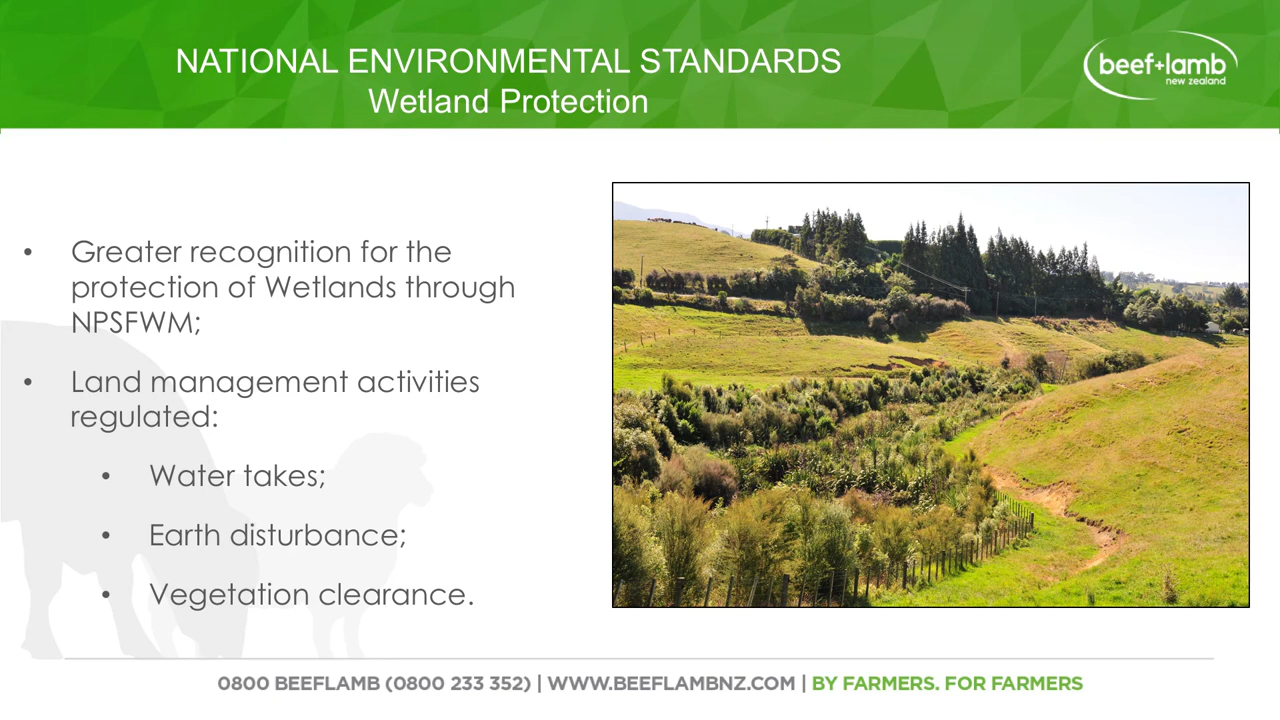 NATIONAL ENVIRONMENTAL STANDARDS
Wetland Protection
beef+lamb
new zealand
• Greater recognition for the
protection of Wetlands through
NPSFWM;
• Land management activities
regulated:
• Water takes;
• Earth disturbance;
• Vegetation clearance.
0800 BEEFLAMB (0800 233 352) | WWW.BEEFLAMBNZ.COM | BY FARMERS. FOR FARMERS